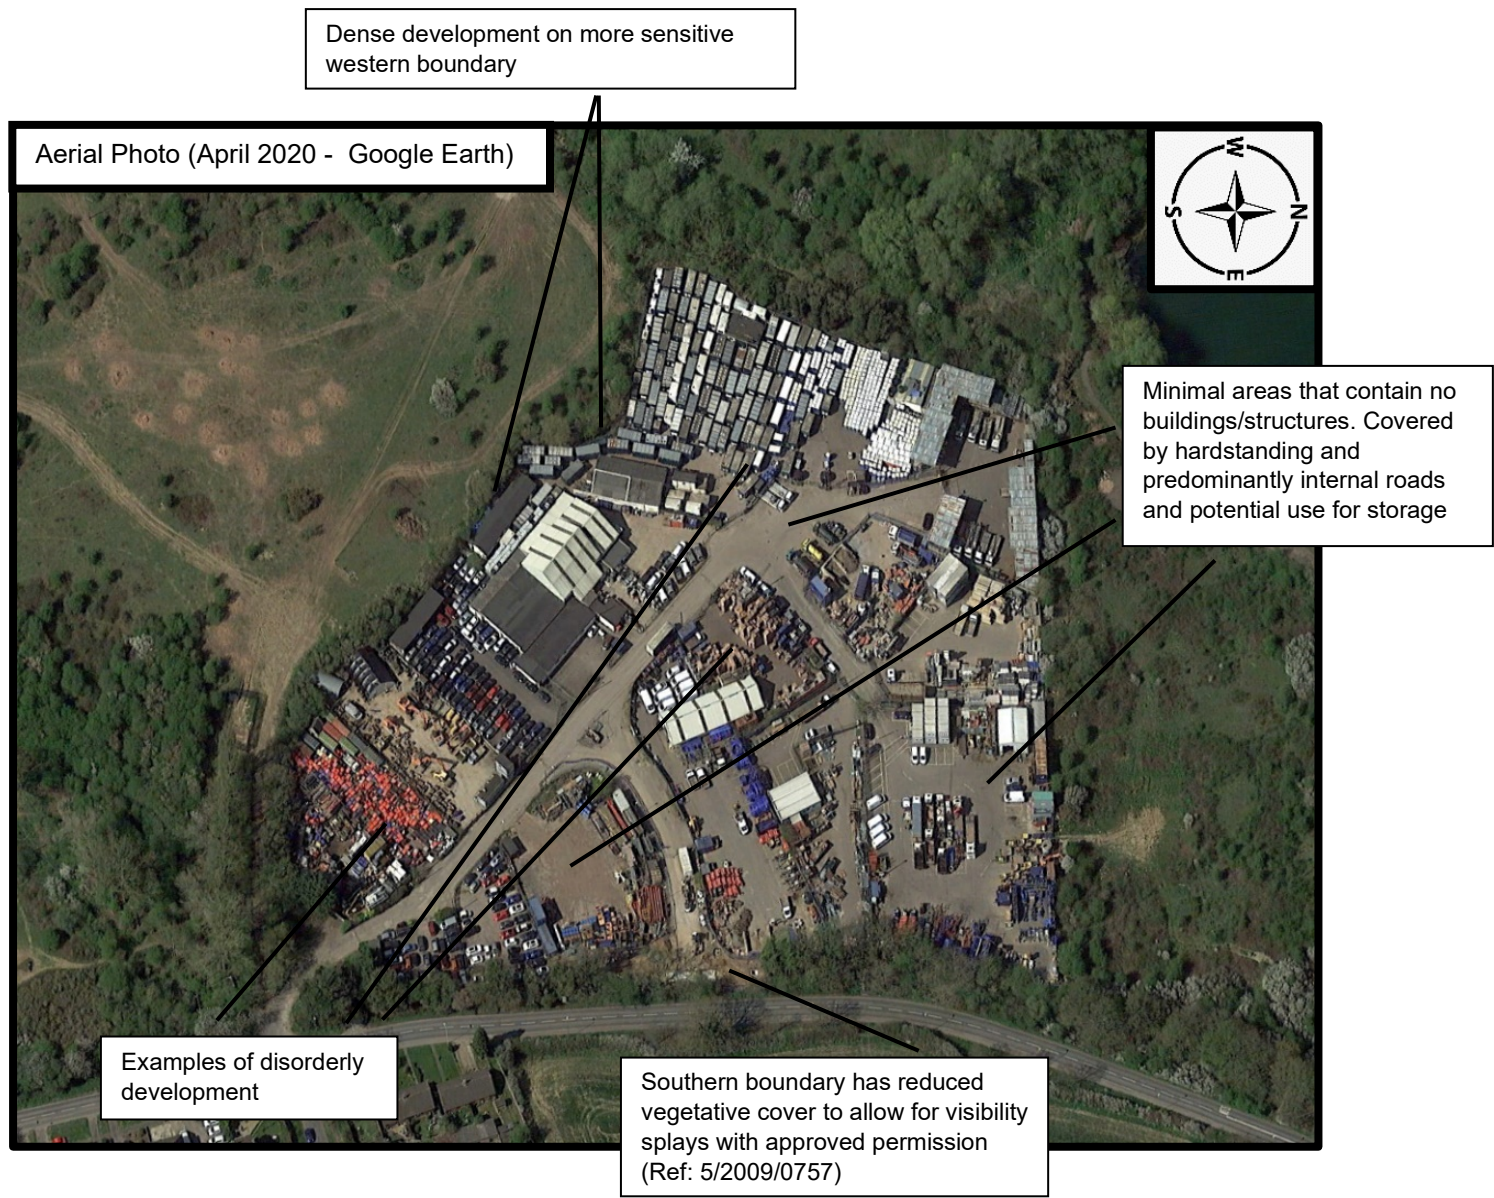 Dense development on more sensitive
western boundary
Aerial Photo (April 2020 -  Google Earth)
W
N
S
E
Minimal areas that contain no
buildings/structures. Covered
by hardstanding and
predominantly internal roads
and potential use for storage
Examples of disorderly
development
Southern boundary has reduced
vegetative cover to allow for visibility
splays with approved permission
(Ref: 5/2009/0757)